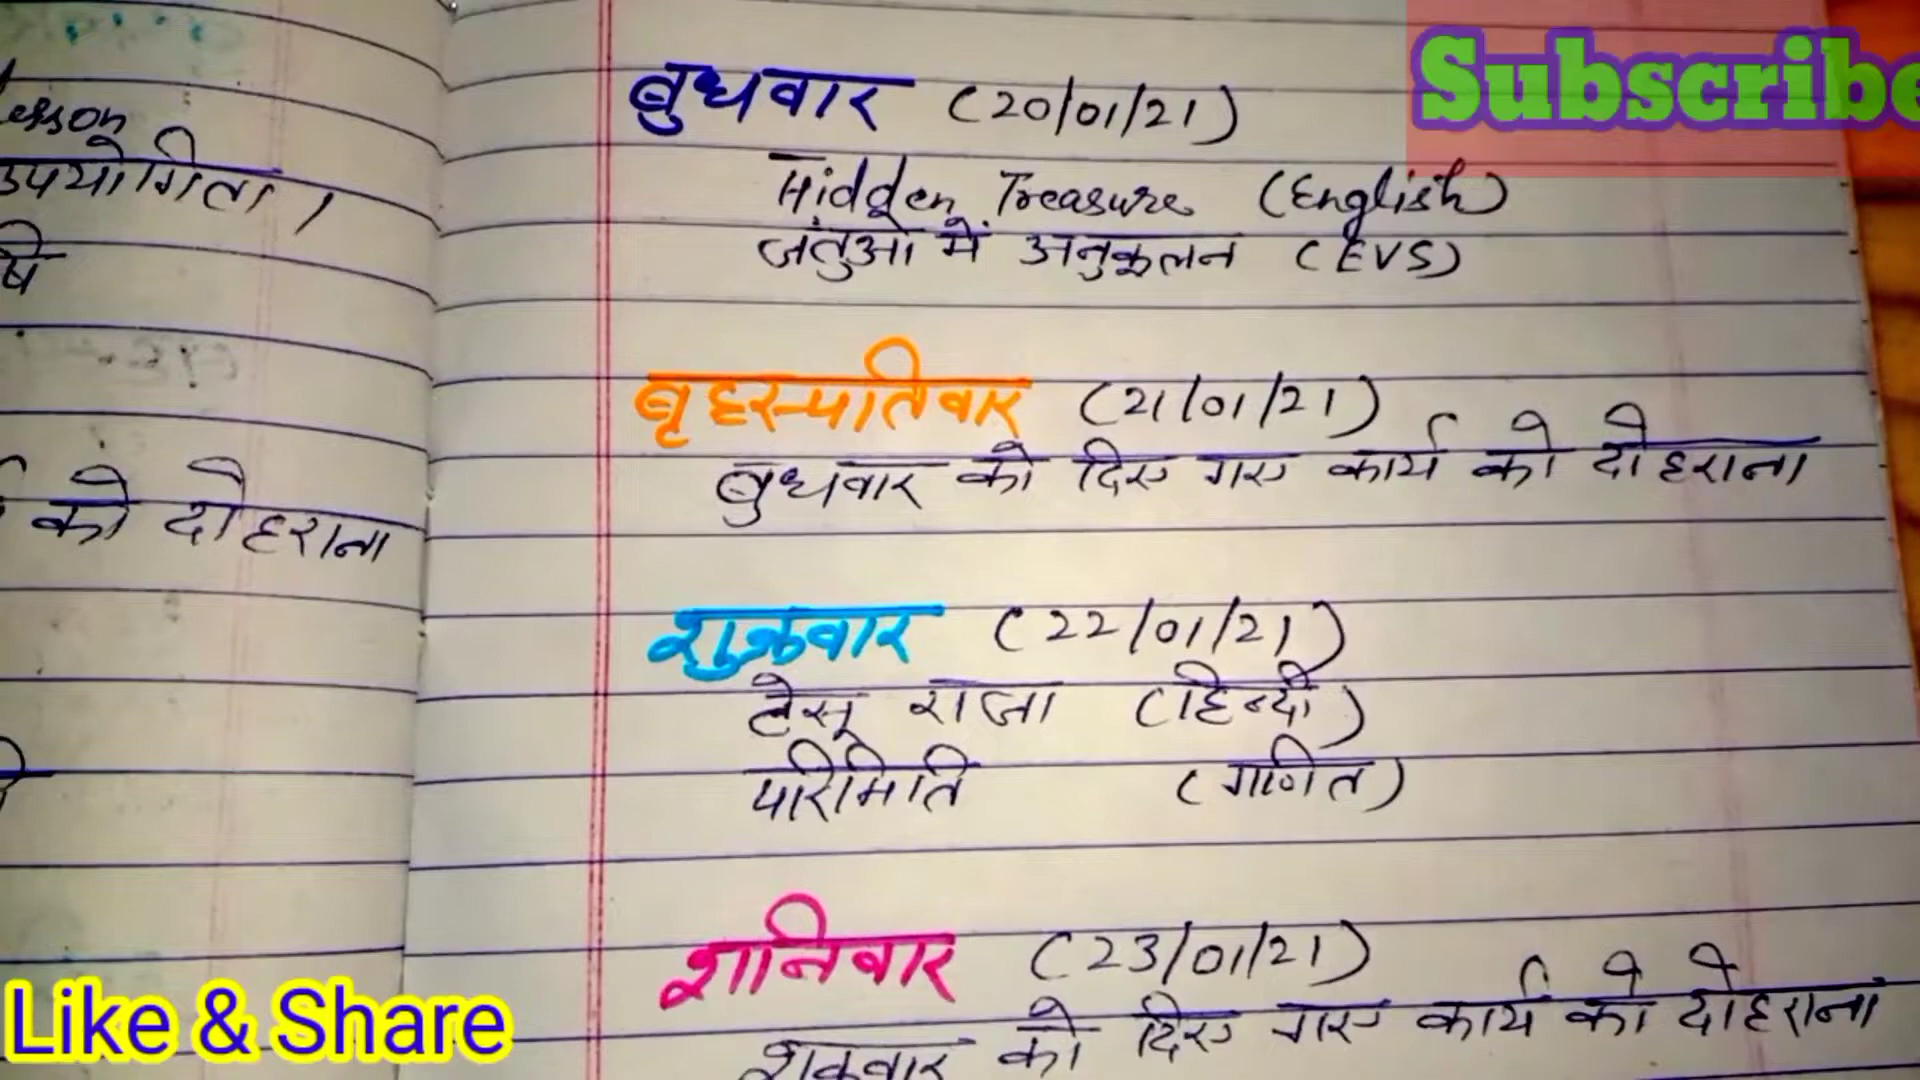 esson
उपयोगिता ।
षि
को दोहराना
बुधवार (20/01/21)
Hidden Treasure (English)
जंतुओ में अनुकूलन (EVS)
बृहस्पतिवार (21/01/21)
बुधवार को दिए गए कार्य को दोहराना
शुक्रवार (22/01/21)
टेसू राजा (हिन्दी)
परिमिति (गणित)
शनिवार (23/01/21)
शुक्रवार को दिए गए कार्य को दोहराना
Subscribe
Like & Share